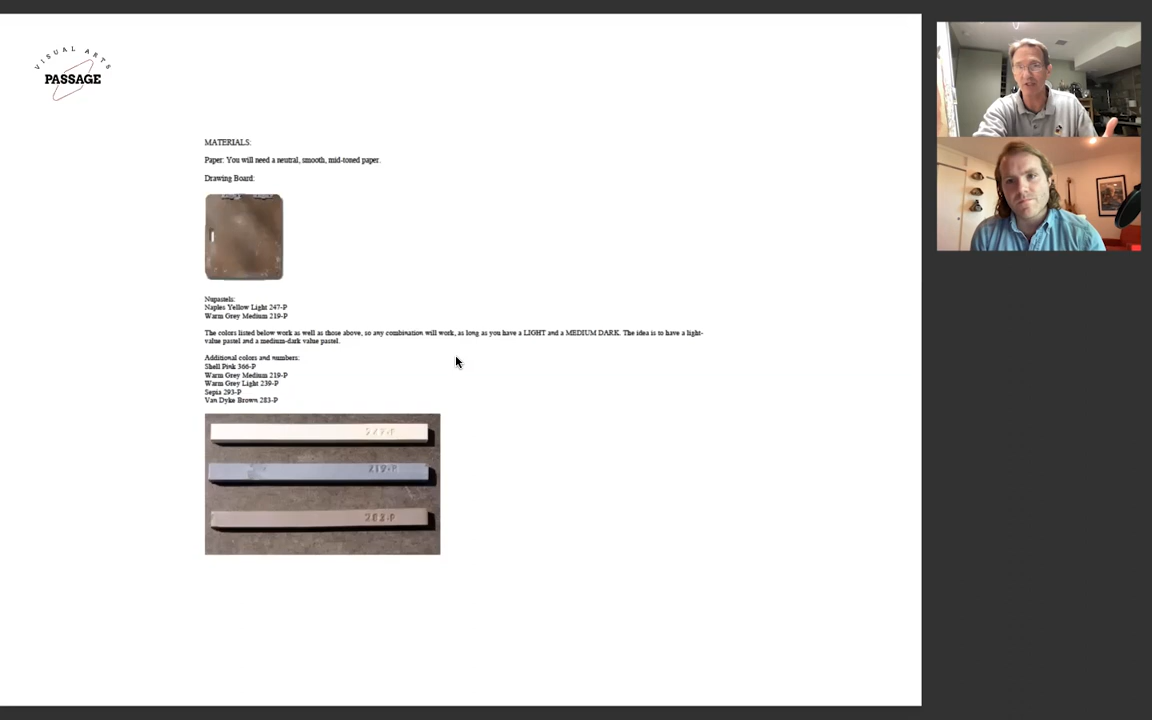 VISUAL ARTS
PASSAGE
MATERIALS:
Paper: You will need a neutral, smooth, mid-toned paper.
Drawing Board:
Nupastels:
Naples Yellow Light 247-P
Warm Grey Medium 219-P
The colors listed below work as well as those above, so any combination will work, as long as you have a LIGHT and a MEDIUM DARK. The idea is to have a light-
value pastel and a medium-dark value pastel.
Additional colors and numbers:
Shell Pink 366-P
Warm Grey Medium 219-P
Warm Grey Light 239-P
Sepia 293-P
Van Dyke Brown 283-P
219-P
283-P